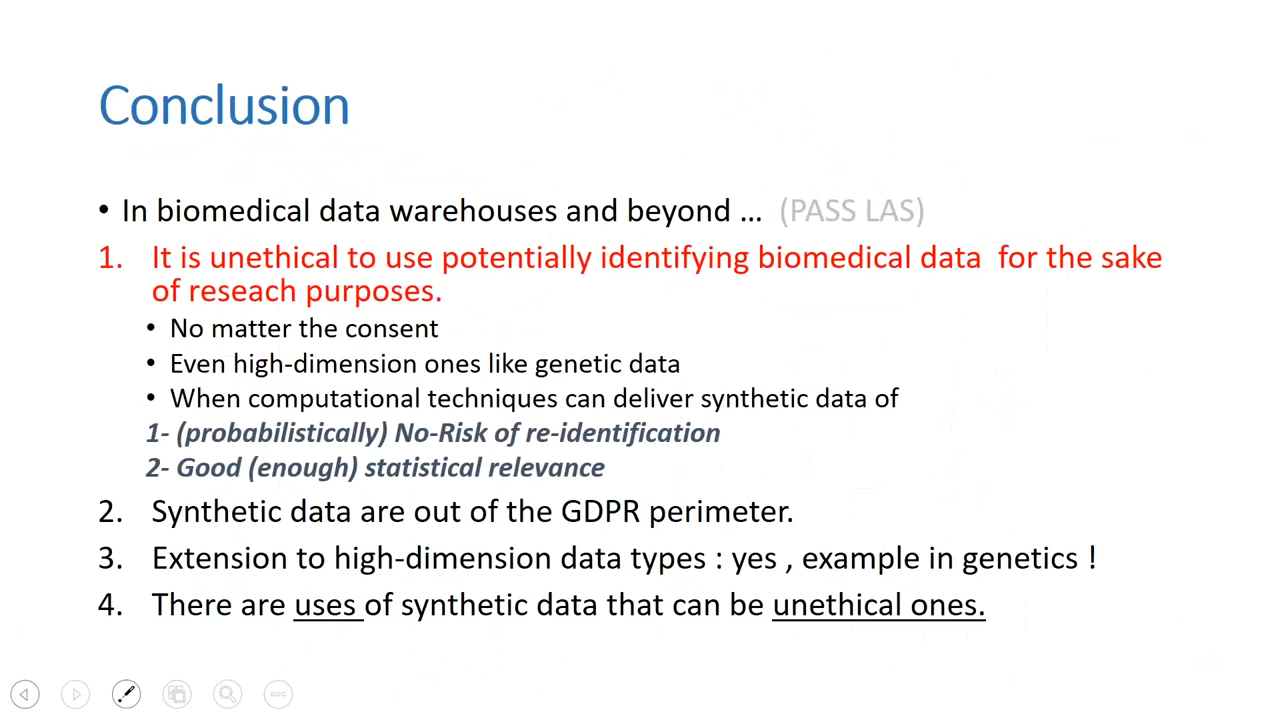 Conclusion
• In biomedical data warehouses and beyond ... (PASS LAS)
1. It is unethical to use potentially identifying biomedical data for the sake
of reseach purposes.
• No matter the consent
• Even high-dimension ones like genetic data
• When computational techniques can deliver synthetic data of
1- (probabilistically) No-Risk of re-identification
2- Good (enough) statistical relevance
2. Synthetic data are out of the GDPR perimeter.
3. Extension to high-dimension data types : yes , example in genetics !
4. There are uses of synthetic data that can be unethical ones.